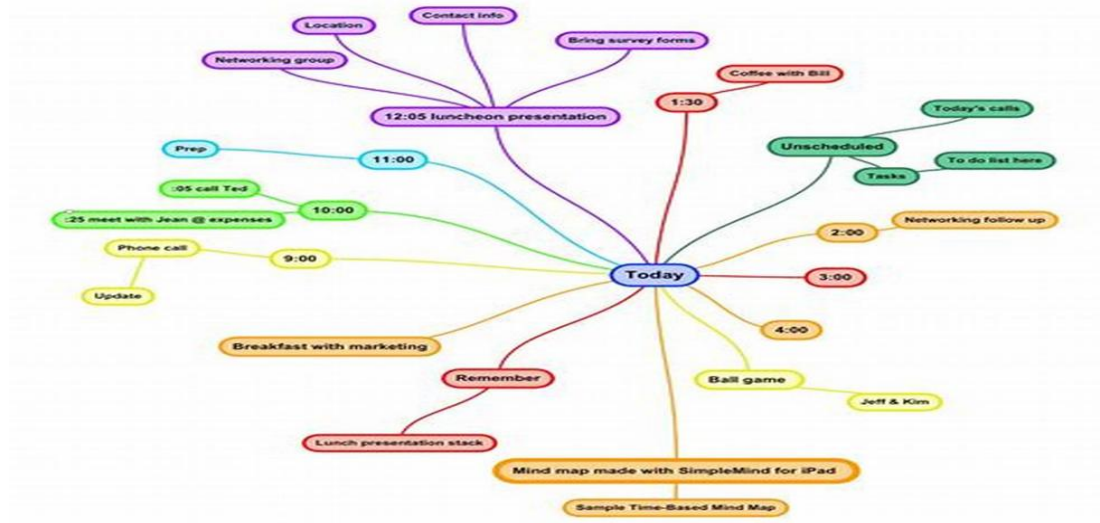 Contact info
Location
Bring survey forms
Networking group
Coffee with Bill
1:30
12:05 luncheon presentation
Today's calls
Unscheduled
Prep
11:00
To do list here
Tasks
:05 call Ted
10:00
:25 meet with Jean @ expenses
Networking follow up
2:00
Phone call
9:00
Today
3:00
Update
4:00
Breakfast with marketing
Remember
Ball game
Jeff & Kim
Lunch presentation stack
Mind map made with SimpleMind for iPad
Sample Time-Based Mind Map